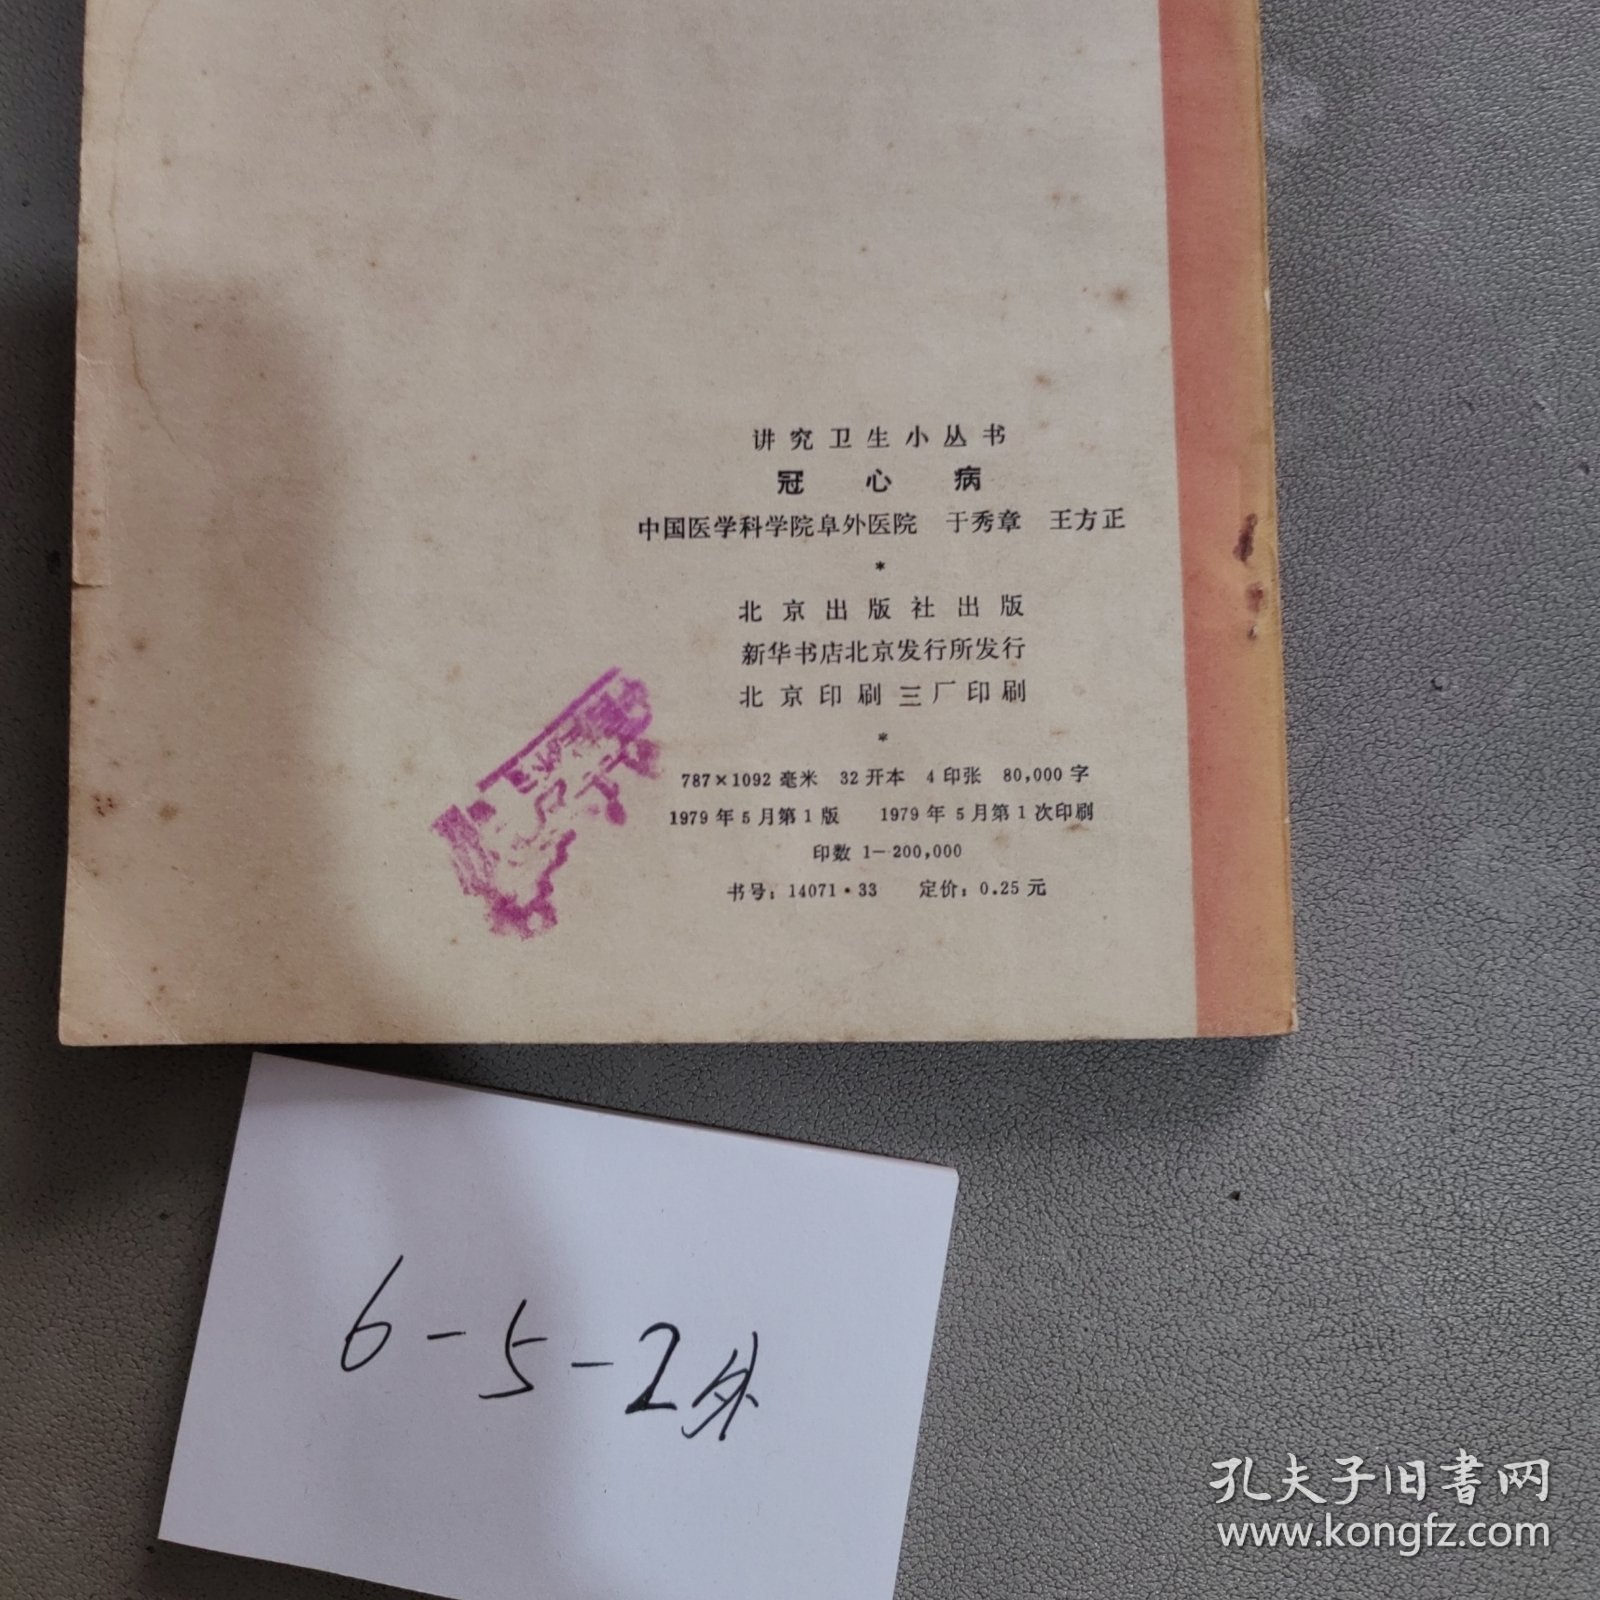 讲究卫生小丛书
冠心病
中国医学科学院阜外医院 于秀章 王方正
*
北京出版社出版
新华书店北京发行所发行
北京印刷三厂印刷
*
787×1092毫米 32开本 4印张 80,000字
1979年5月第1版 1979年5月第1次印刷
印数 1—200,000
书号：14071·33 定价：0.25元
6-5-2外
孔夫子旧书网
www.kongfz.com